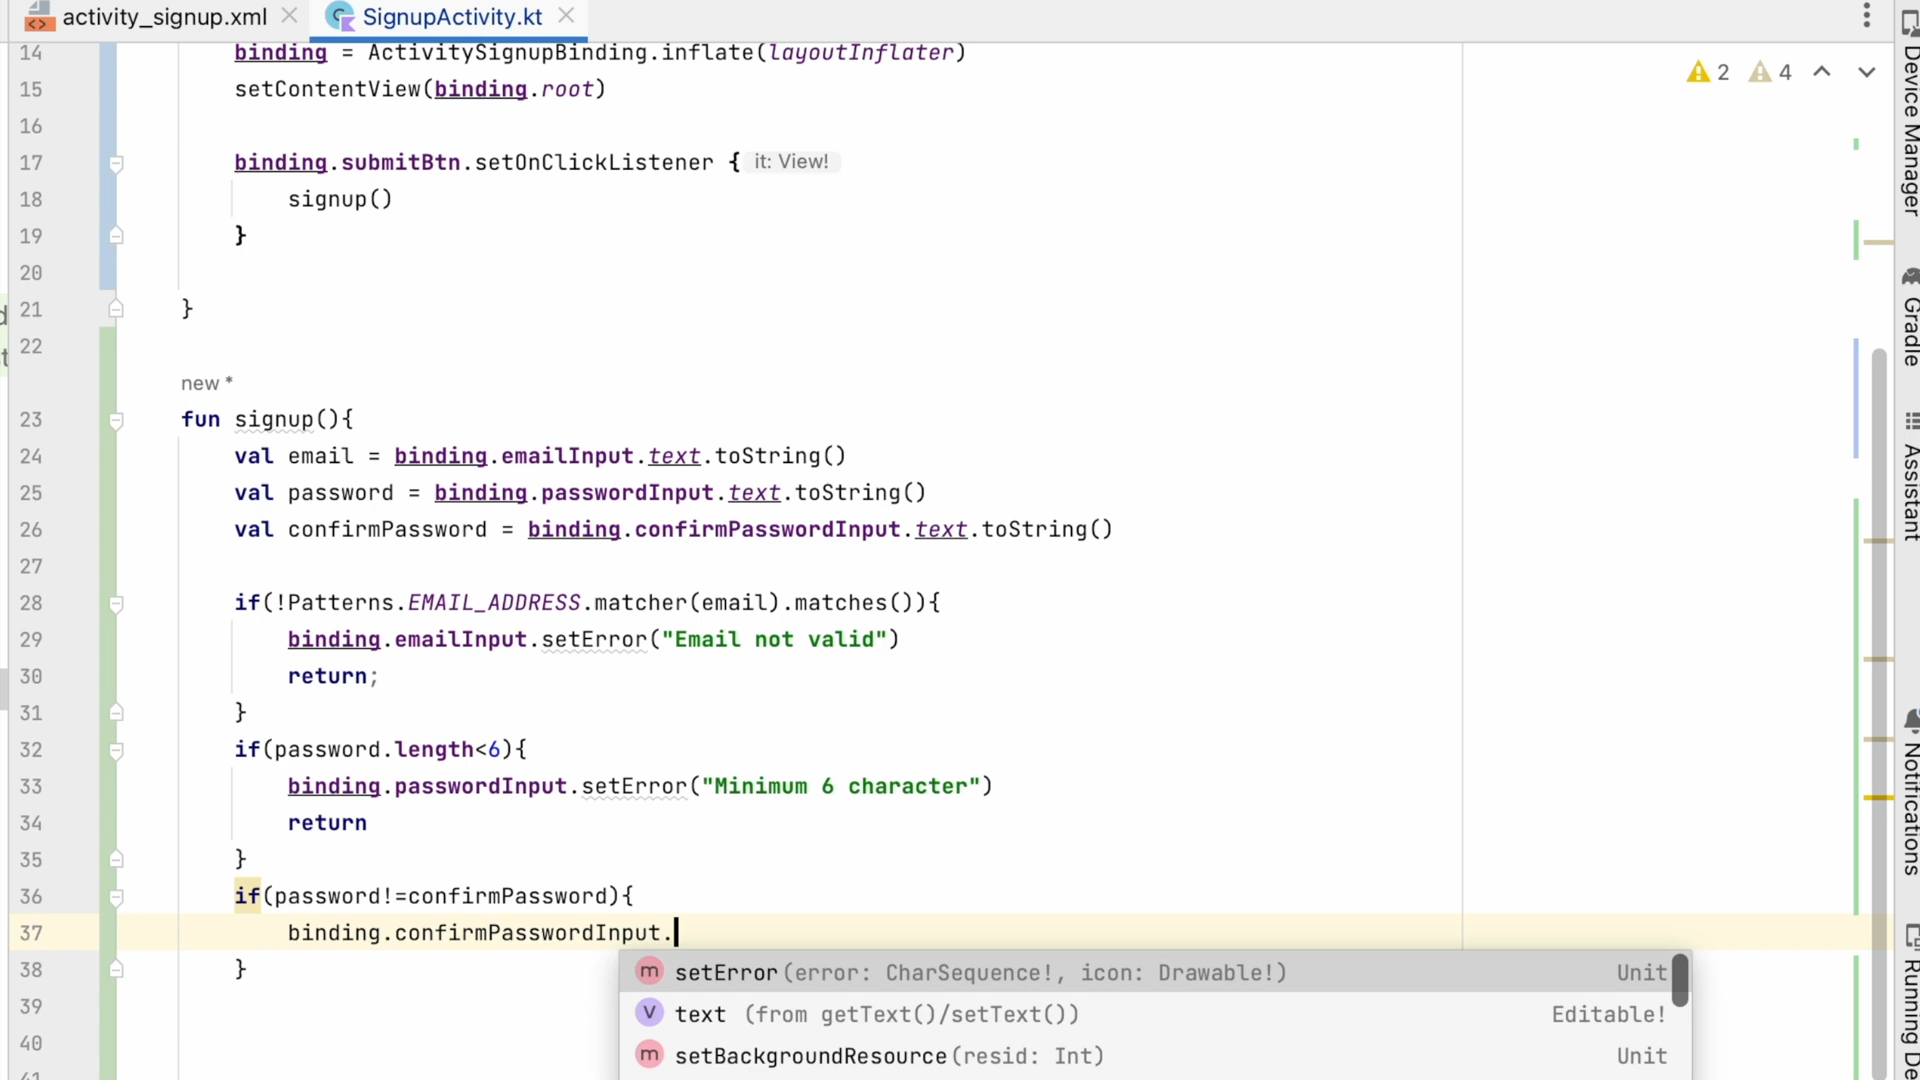 activity_signup.xml
SignupActivity.kt
14 binding = ActivitySignupBinding.inflate(layoutInflater)
2 4
15 setContentView(binding.root)
16
17 binding.submitBtn.setOnClickListener { it: View!
18 signup()
19 }
20
21 }
22
new *
23 fun signup(){
24 val email = binding.emailInput.text.toString()
25 val password = binding.passwordInput.text.toString()
26 val confirmPassword = binding.confirmPasswordInput.text.toString()
27
28 if(!Patterns.EMAIL_ADDRESS.matcher(email).matches()){
29 binding.emailInput.setError("Email not valid")
30 return;
31 }
32 if(password.length<6){
33 binding.passwordInput.setError("Minimum 6 character")
34 return
35 }
36 if(password!=confirmPassword){
37 binding.confirmPasswordInput.
38 }
39
40
m setError(error: CharSequence!, icon: Drawable!) Unit
V text (from getText()/setText()) Editable!
m setBackgroundResource(resid: Int) Unit
Device Manager
Gradle
Assistant
Notifications
Running De